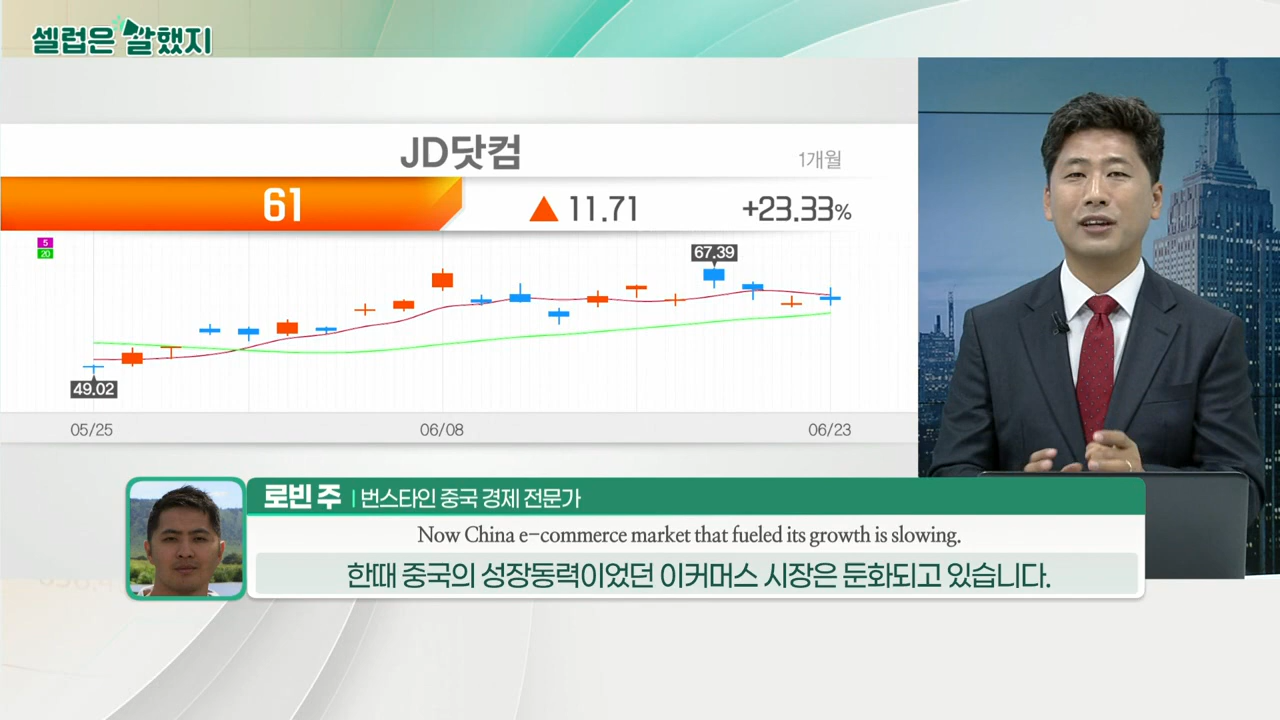 셀럽은 말했지
JD닷컴
1개월
61 ▲ 11.71 +23.33%
5
20
67.39
49.02
05/25 06/08 06/23
로빈 주 | 번스타인 중국 경제 전문가
Now China e-commerce market that fueled its growth is slowing.
한때 중국의 성장동력이었던 이커머스 시장은 둔화되고 있습니다.